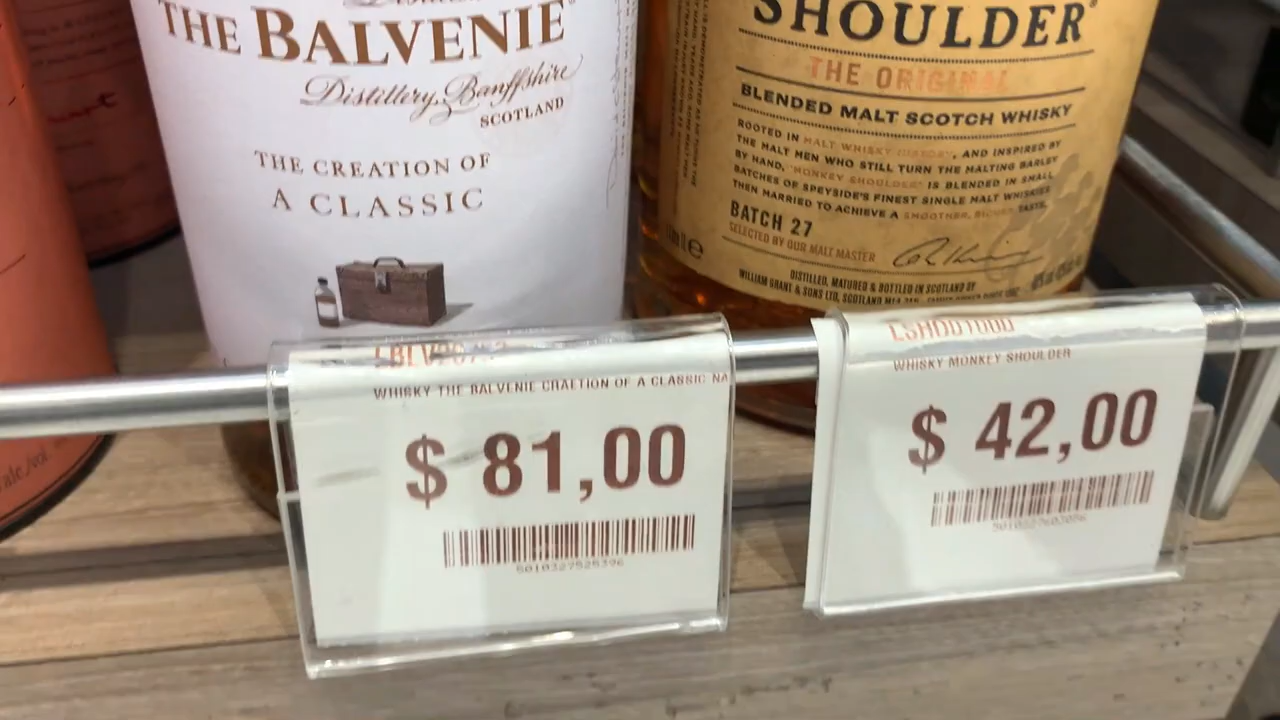 THE BALVENIE
Distillery, Banffshire
SCOTLAND
THE CREATION OF
A CLASSIC
SHOULDER
THE ORIGINAL
BLENDED MALT SCOTCH WHISKY
ROOTED IN MALT WHISKY HISTORY, AND INSPIRED BY
THE MALT MEN WHO STILL TURN THE MALTING BARLEY
BY HAND, "MONKEY SHOULDER" IS BLENDED IN SMALL
BATCHES OF SPEYSIDE'S FINEST SINGLE MALT WHISKIES
THEN MARRIED TO ACHIEVE A SMOOTHER, RICHER TASTE.
BATCH 27
SELECTED BY OUR MALT MASTER
DISTILLED, MATURED & BOTTLED IN SCOTLAND BY
WILLIAM GRANT & SONS LTD, SCOTLAND
WHISKY THE BALVENIE CRAETION OF A CLASSIC NA
$ 81,00
5010327525396
LSHOU1000
WHISKY MONKEY SHOULDER
$ 42,00